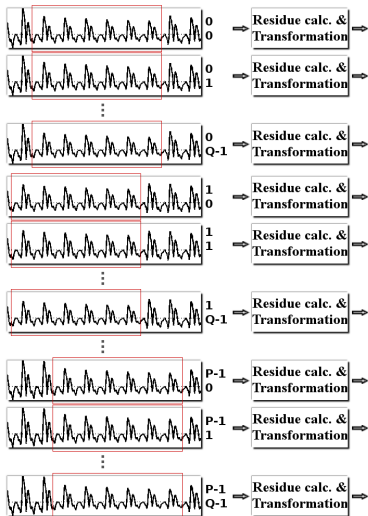 0
0
Residue calc. &
Transformation
0
1
Residue calc. &
Transformation
0
Q-1
Residue calc. &
Transformation
1
0
Residue calc. &
Transformation
1
1
Residue calc. &
Transformation
1
Q-1
Residue calc. &
Transformation
P-1
0
Residue calc. &
Transformation
P-1
1
Residue calc. &
Transformation
P-1
Q-1
Residue calc. &
Transformation